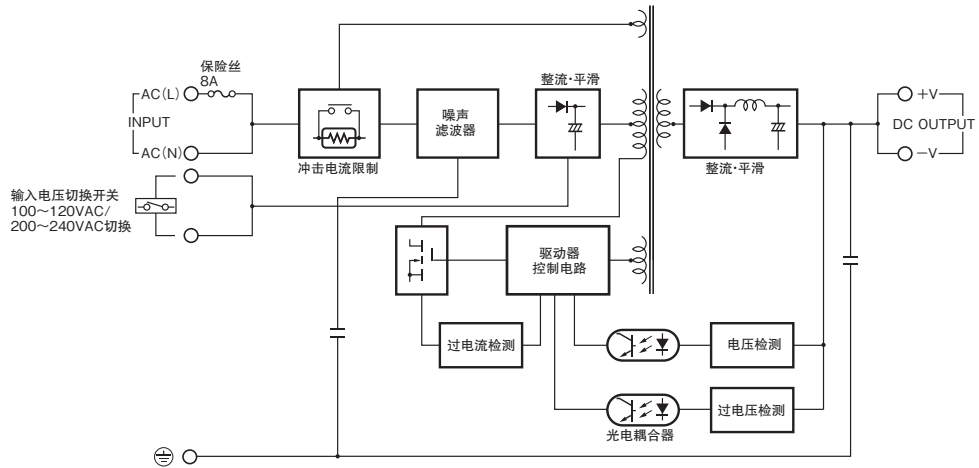 保险丝
8A
AC(L)
INPUT
AC(N)
输入电压切换开关
100～120VAC/
200～240VAC切换
冲击电流限制
噪声
滤波器
整流·平滑
整流·平滑
+V
DC OUTPUT
−V
驱动器
控制电路
过电流检测
电压检测
过电压检测
光电耦合器